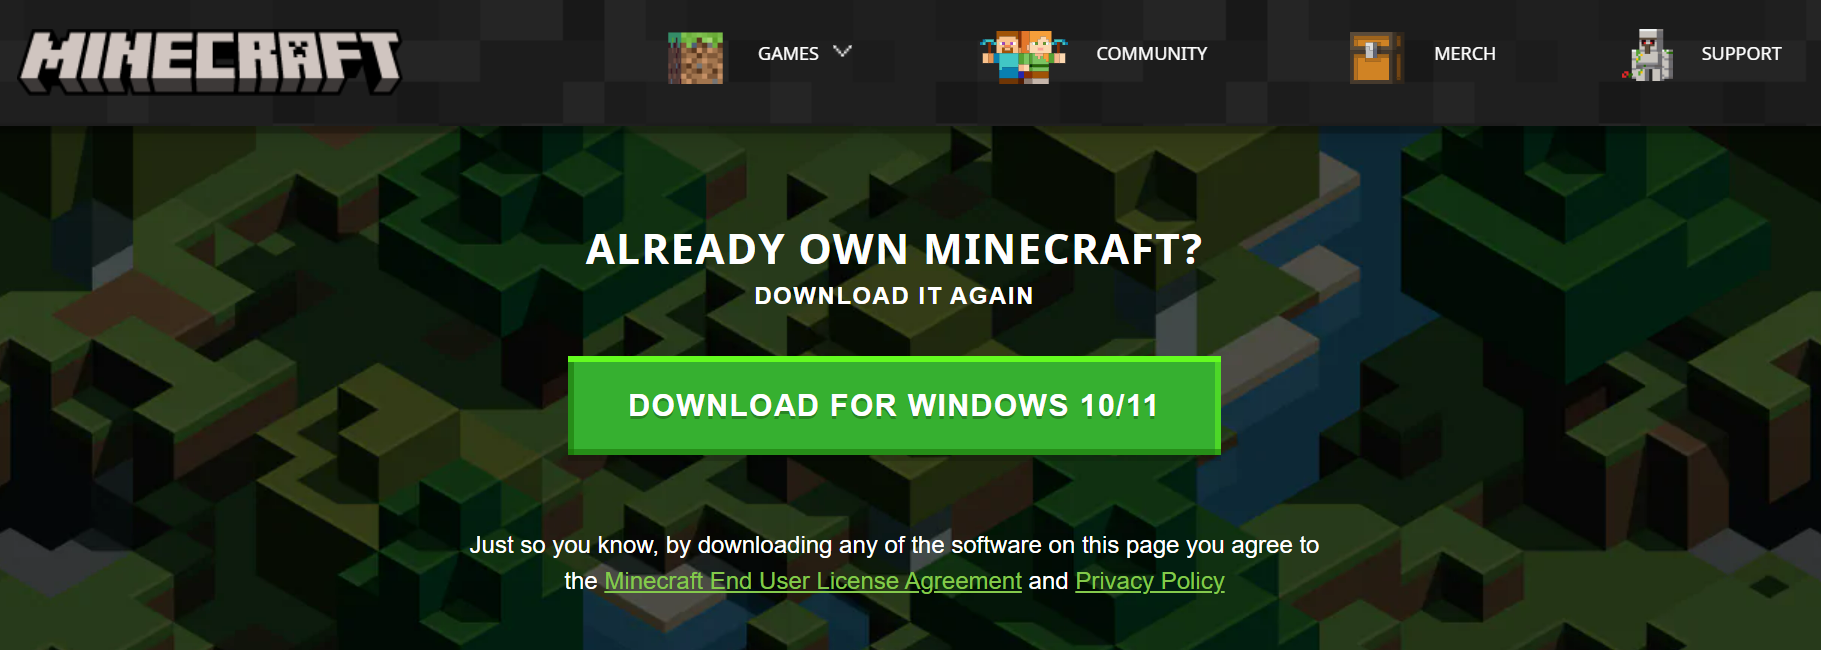 MINECRAFT
GAMES
COMMUNITY
MERCH
SUPPORT
ALREADY OWN MINECRAFT?
DOWNLOAD IT AGAIN
DOWNLOAD FOR WINDOWS 10/11
Just so you know, by downloading any of the software on this page you agree to
the Minecraft End User License Agreement and Privacy Policy